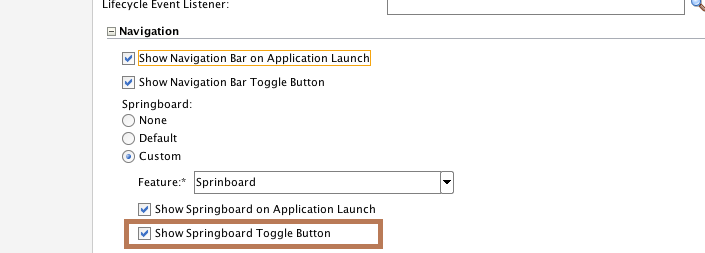 Lifecycle Event Listener:
Navigation
Show Navigation Bar on Application Launch
Show Navigation Bar Toggle Button
Springboard:
None
Default
Custom
Feature:* Sprinboard
Show Springboard on Application Launch
Show Springboard Toggle Button